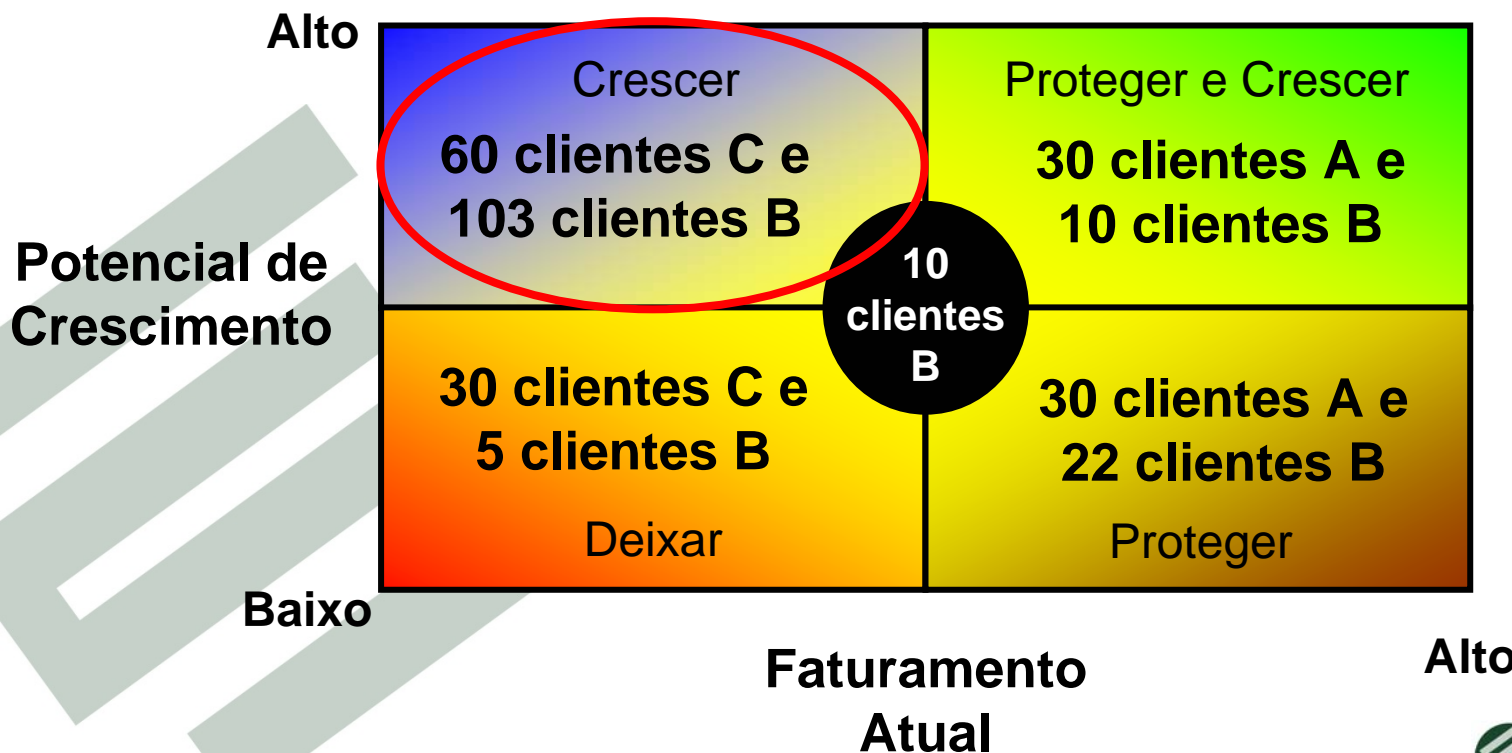 Alto
Crescer
60 clientes C e
103 clientes B
Proteger e Crescer
30 clientes A e
10 clientes B
Potencial de
Crescimento
10
clientes
B
30 clientes C e
5 clientes B
Deixar
30 clientes A e
22 clientes B
Proteger
Baixo
Faturamento
Atual
Alto